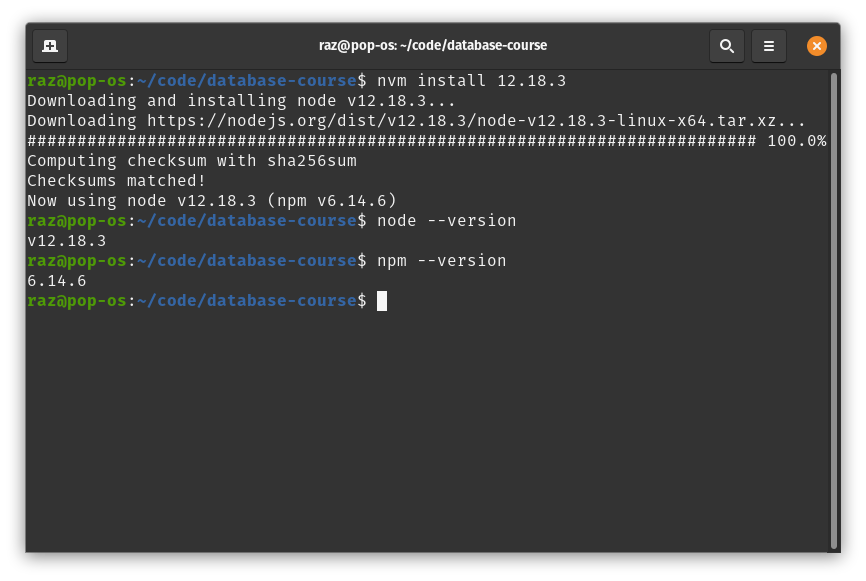 raz@pop-os: ~/code/database-course
raz@pop-os:~/code/database-course$ nvm install 12.18.3
Downloading and installing node v12.18.3...
Downloading https://nodejs.org/dist/v12.18.3/node-v12.18.3-linux-x64.tar.xz...
######################################################################### 100.0%
Computing checksum with sha256sum
Checksums matched!
Now using node v12.18.3 (npm v6.14.6)
raz@pop-os:~/code/database-course$ node --version
v12.18.3
raz@pop-os:~/code/database-course$ npm --version
6.14.6
raz@pop-os:~/code/database-course$